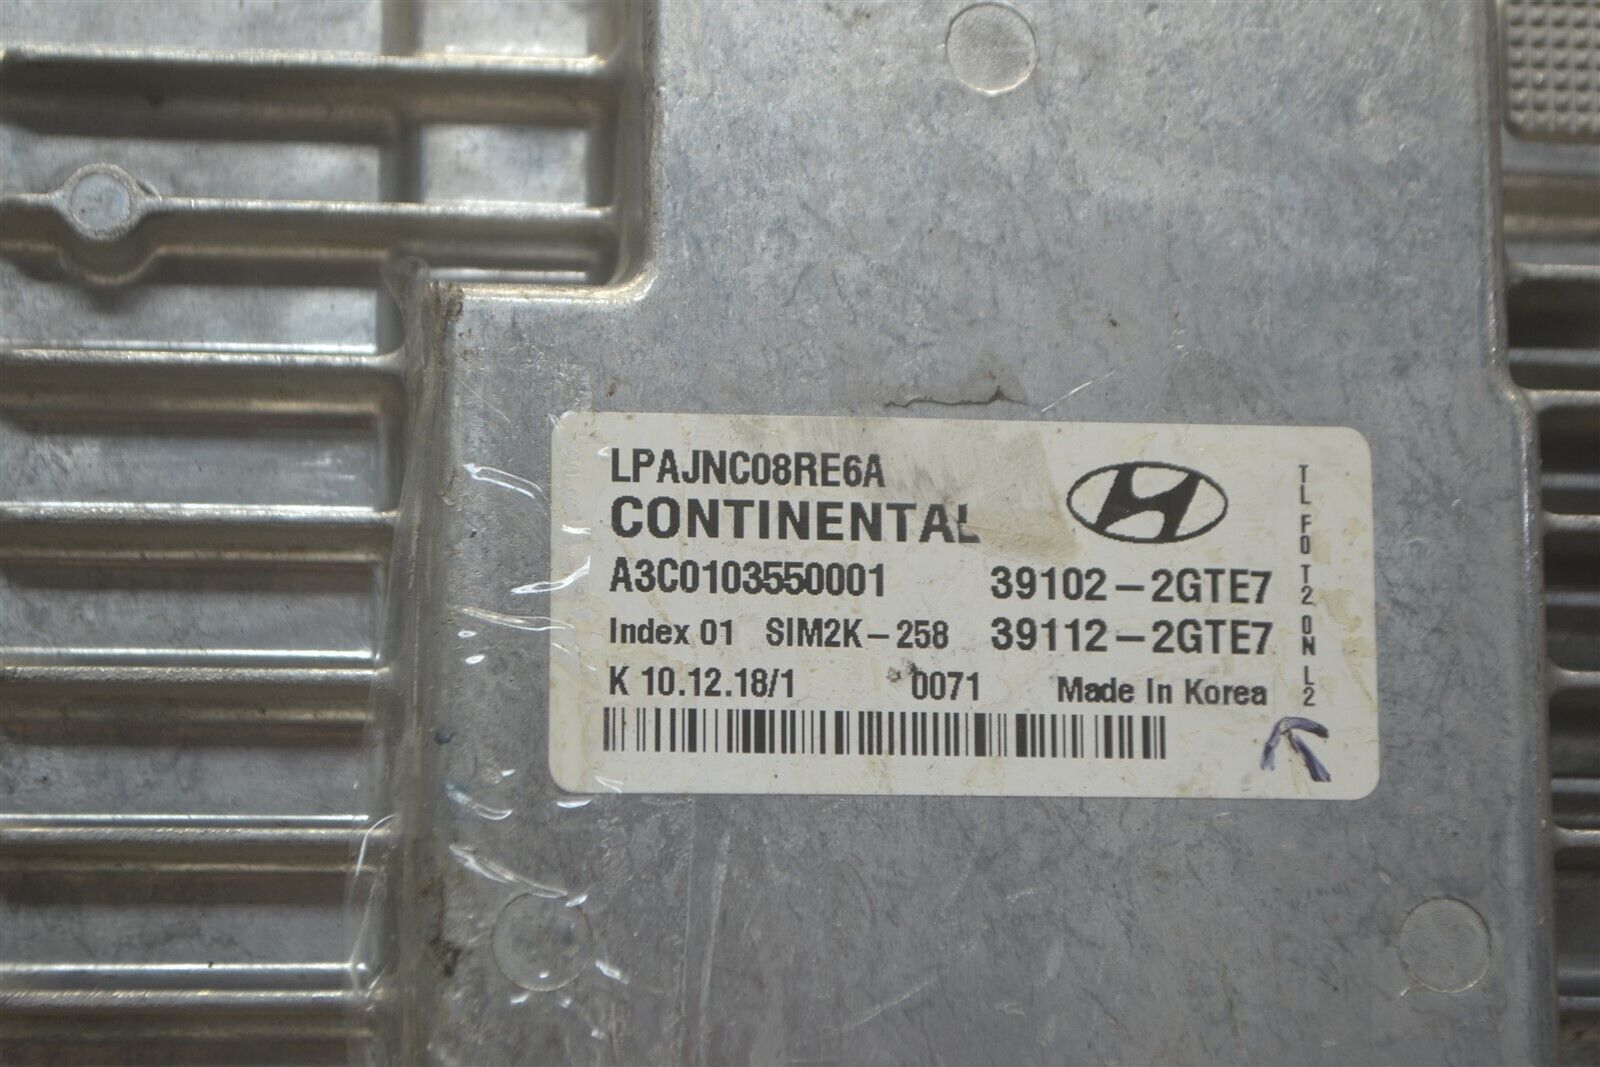 LPAJNC08RE6A
CONTINENTAL
A3C0103550001 39102-2GTE7
Index 01 SIM2K-258 39112-2GTE7
K 10.12.18/1 0071 Made In Korea
TL F0 T2 0N L2